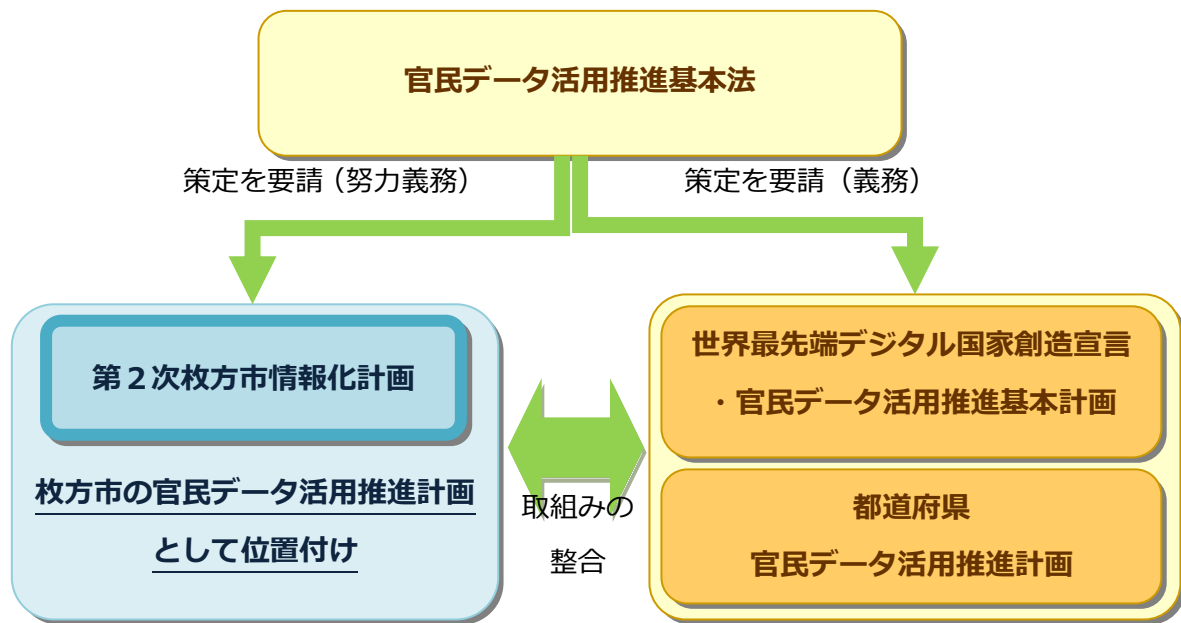 官民データ活用推進基本法
策定を要請（努力義務）
策定を要請（義務）
第２次枚方市情報化計画
枚方市の官民データ活用推進計画
として位置付け
取組みの
整合
世界最先端デジタル国家創造宣言
・官民データ活用推進基本計画
都道府県
官民データ活用推進計画